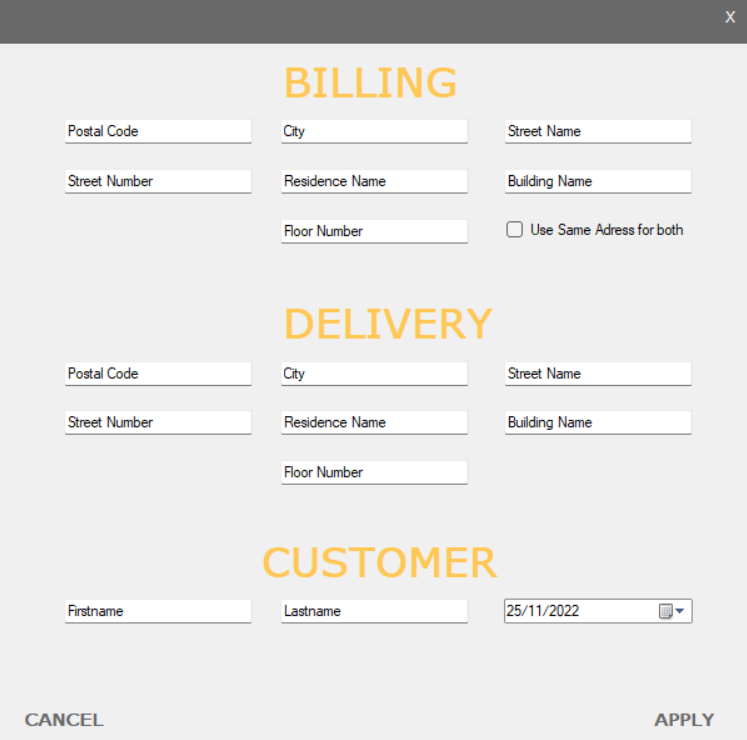 X
BILLING
Postal Code City Street Name
Street Number Residence Name Building Name
Floor Number Use Same Adress for both
DELIVERY
Postal Code City Street Name
Street Number Residence Name Building Name
Floor Number
CUSTOMER
Firstname Lastname 25/11/2022
CANCEL APPLY